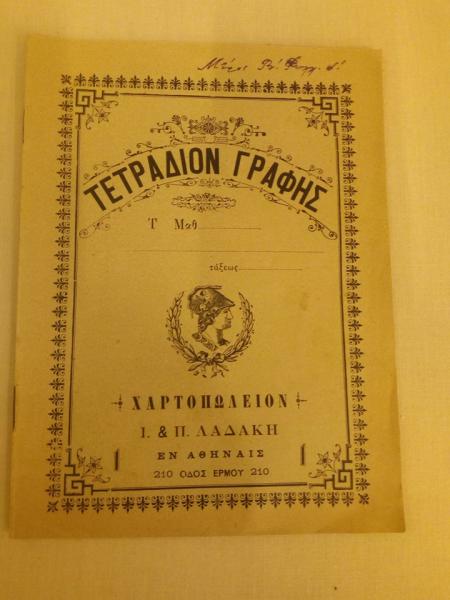 ΤΕΤΡΑΔΙΟΝ ΓΡΑΦΗΣ
Τ Μαθ
τάξεως
ΧΑΡΤΟΠΩΛΕΙΟΝ
Ι. & Π. ΛΑΔΑΚΗ
ΕΝ ΑΘΗΝΑΙΣ
210 ΟΔΟΣ ΕΡΜΟΥ 210